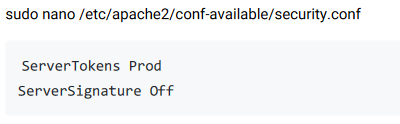 sudo nano /etc/apache2/conf-available/security.conf
ServerTokens Prod
ServerSignature Off